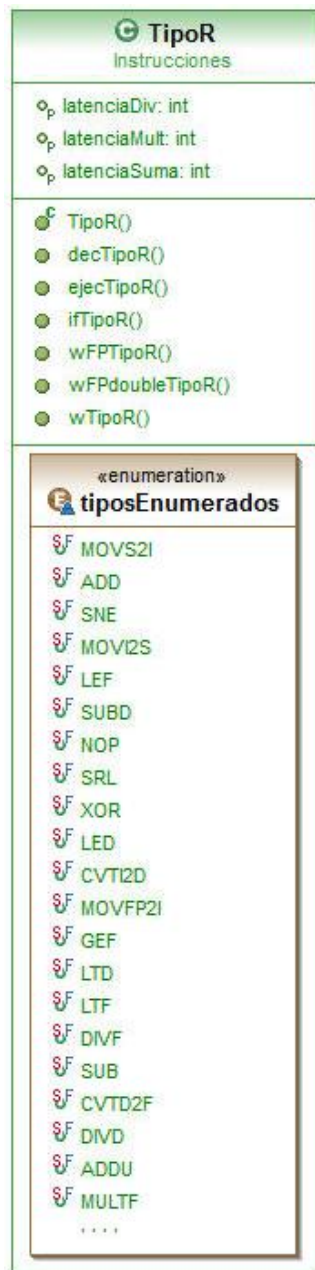 TipoR
Instrucciones
latenciaDiv: int
latenciaMult: int
latenciaSuma: int
TipoR()
decTipoR()
ejecTipoR()
ifTipoR()
wFPTipoR()
wFPdoubleTipoR()
wTipoR()
«enumeration»
tiposEnumerados
MOVS2I
ADD
SNE
MOVI2S
LEF
SUBD
NOP
SRL
XOR
LED
CVTI2D
MOVFP2I
GEF
LTD
LTF
DIVF
SUB
CVTD2F
DIVD
ADDU
MULTF
. . . .